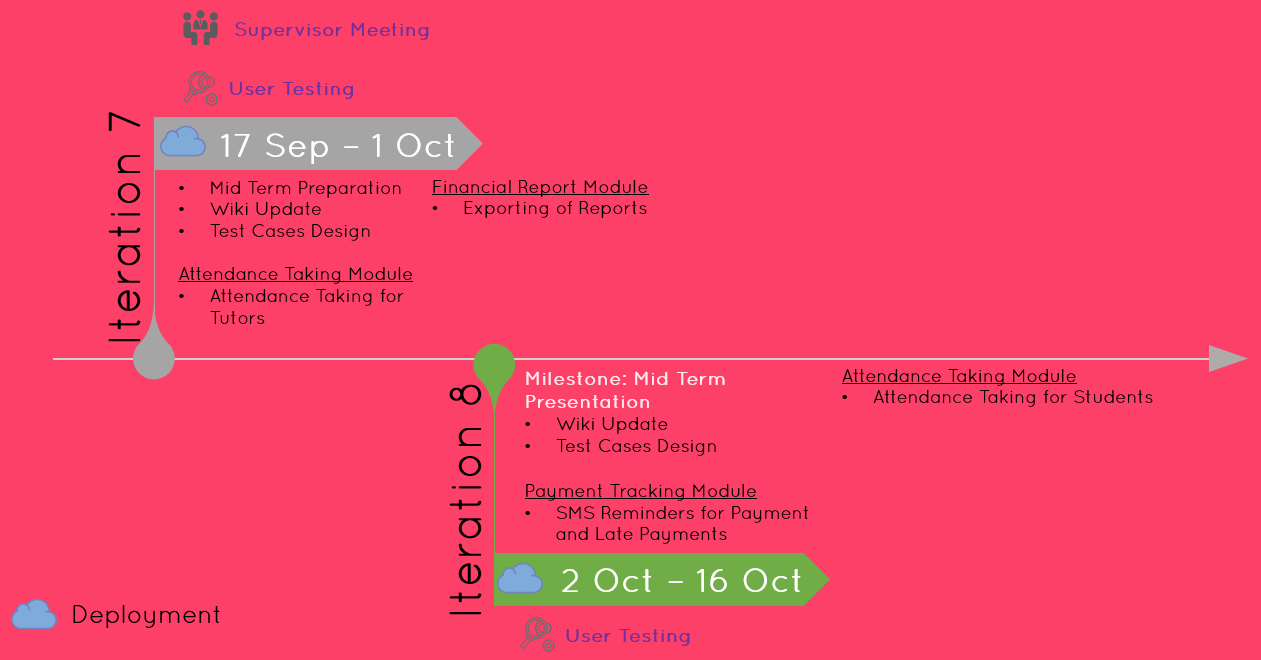 Supervisor Meeting
User Testing
Iteration 7
17 Sep – 1 Oct
• Mid Term Preparation
• Wiki Update
• Test Cases Design
Attendance Taking Module
• Attendance Taking for
Tutors
Financial Report Module
• Exporting of Reports
Iteration 8
Milestone: Mid Term
Presentation
• Wiki Update
• Test Cases Design
Payment Tracking Module
• SMS Reminders for Payment
and Late Payments
Attendance Taking Module
• Attendance Taking for Students
2 Oct – 16 Oct
User Testing
Deployment